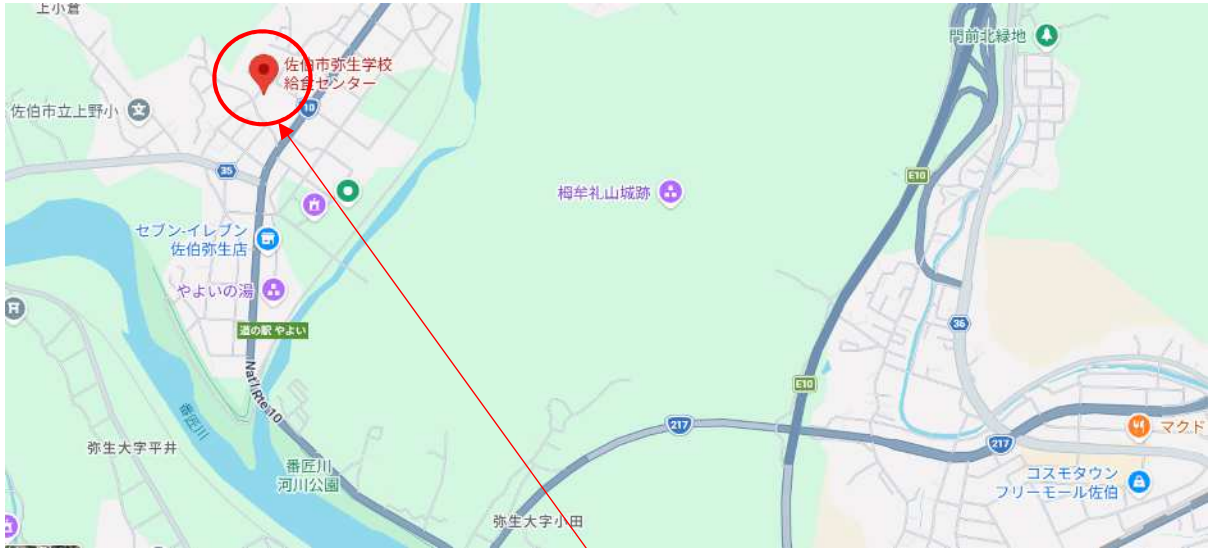 上小倉
佐伯市弥生学校
給食センター
10
佐伯市立上野小
35
門前北緑地
E10
栂牟礼山城跡
セブン-イレブン
佐伯弥生店
やよいの湯
道の駅 やよい
36
Nat'l Rte 10
E10
番匠川
217
マクド
217
弥生大字平井
番匠川
河川公園
コスモタウン
フリーモール佐伯
弥生大字小田